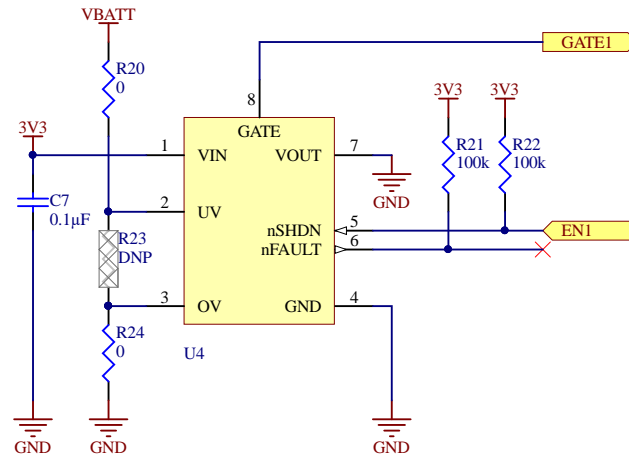 VBATT
GATE1
R20
0
8
3V3
3V3
3V3
GATE
R21
100k
R22
100k
1
VIN
VOUT
7
C7
0.1µF
GND
2
UV
nSHDN
5
EN1
R23
DNP
nFAULT
6
3
OV
GND
4
R24
0
U4
GND
GND
GND